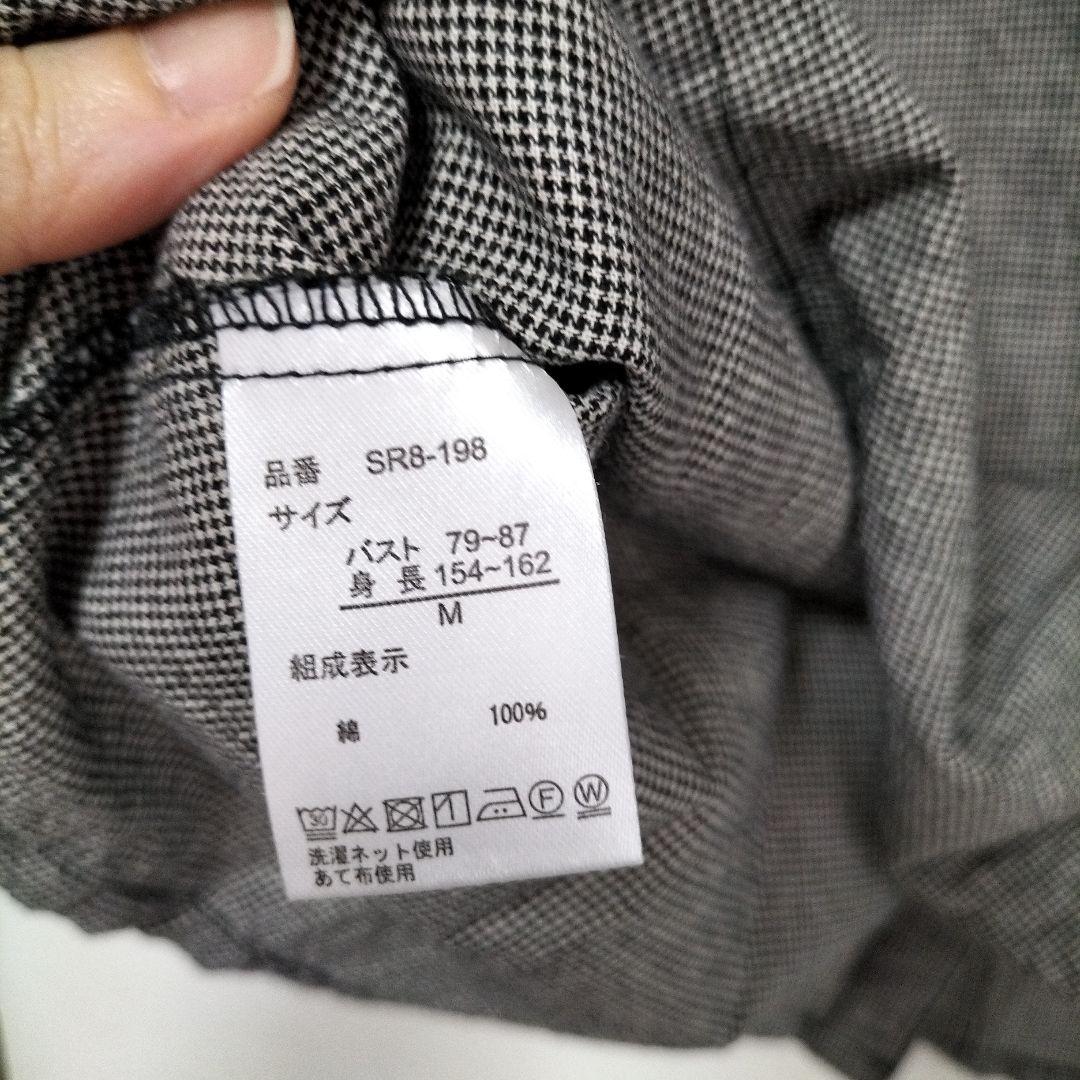 品番 SR8-198
サイズ
バスト 79~87
身長 154~162
M
組成表示
綿 100%
30 F W
洗濯ネット使用
あて布使用